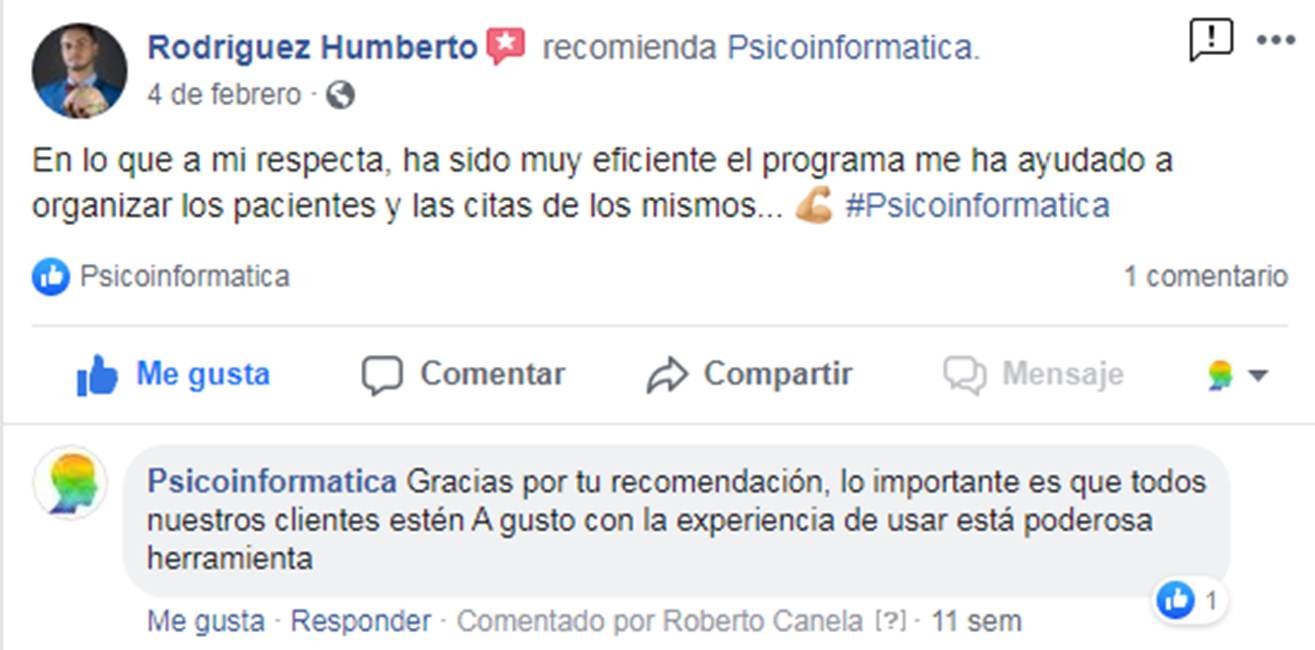 Rodriguez Humberto recomienda Psicoinformatica.
4 de febrero ·
En lo que a mi respecta, ha sido muy eficiente el programa me ha ayudado a
organizar los pacientes y las citas de los mismos... 💪 #Psicoinformatica
Psicoinformatica 1 comentario
Me gusta Comentar Compartir Mensaje
Psicoinformatica Gracias por tu recomendación, lo importante es que todos
nuestros clientes estén A gusto con la experiencia de usar está poderosa
herramienta
1
Me gusta · Responder · Comentado por Roberto Canela [?] · 11 sem